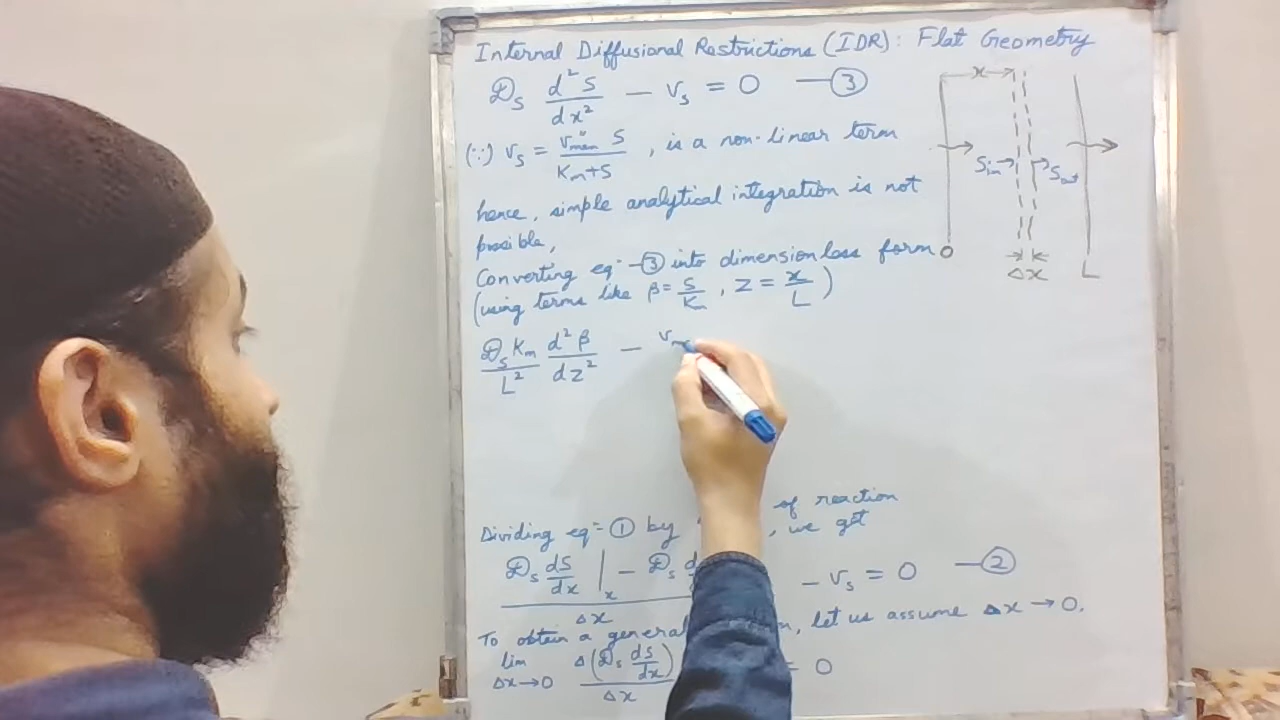 Internal Diffusional Restrictions (IDR): Flat Geometry
𝒟s d²S/dx² − vs = 0 —③
(∵) vs = vmax'' S/(Km+S) , is a non-linear term
hence, simple analytical integration is not
possible,
Converting eqⁿ-③ into dimensionless form
(using terms like β = S/Km , Z = x/L)
𝒟s Km/L² d²β/dZ² − vm
Dividing eqⁿ ① by of reaction
, we get
𝒟s dS/dx |x − 𝒟s d − vs = 0 —②
Δx
To obtain a general n, let us assume Δx → 0.
lim Δx→0 Δ(𝒟s dS/dx)/Δx = 0
x
Sin
Sout
O
Δx
L